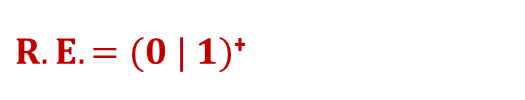 R. E. = (0 | 1)⁺